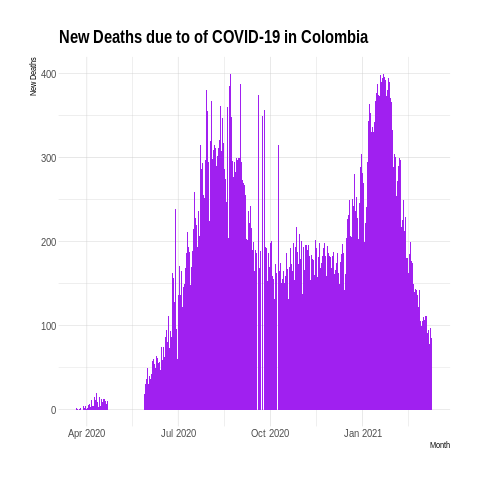 New Deaths due to of COVID-19 in Colombia
New Deaths
400
300
200
100
0
Apr 2020
Jul 2020
Oct 2020
Jan 2021
Month